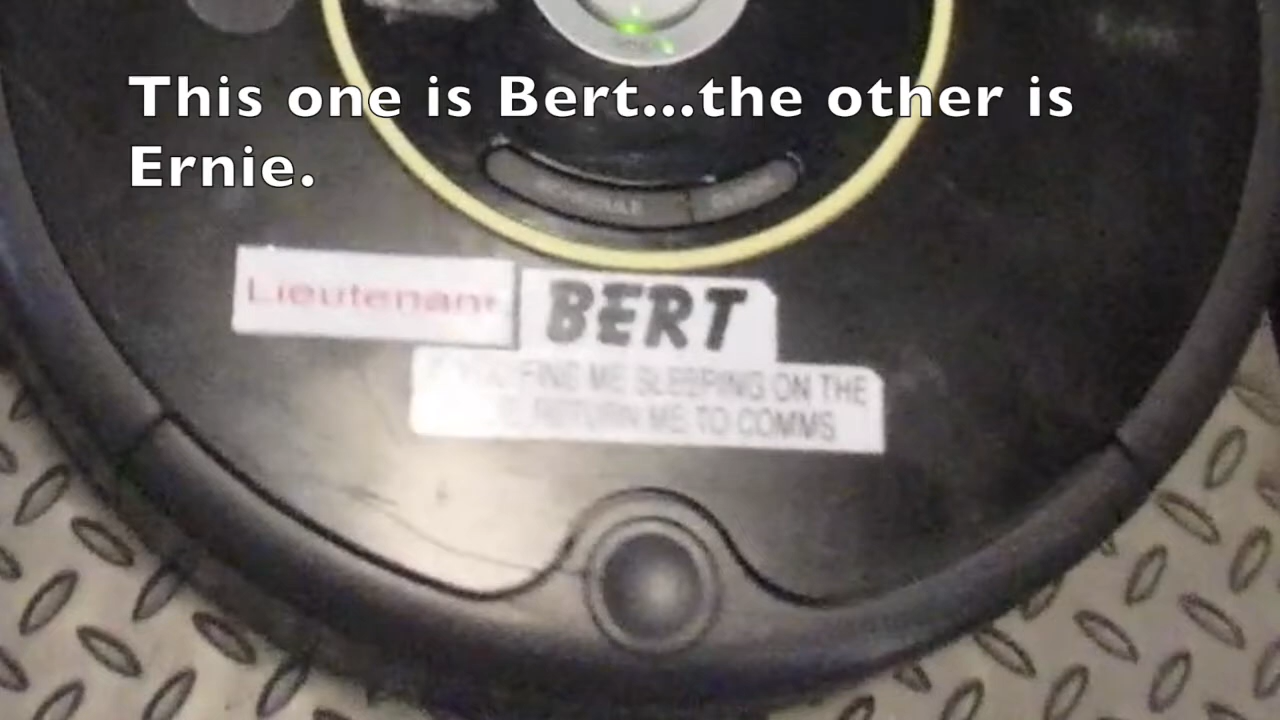 This one is Bert...the other is
Ernie.
Lieutenant
BERT
FIND ME SLEEPING ON THE
RETURN ME TO COMMS